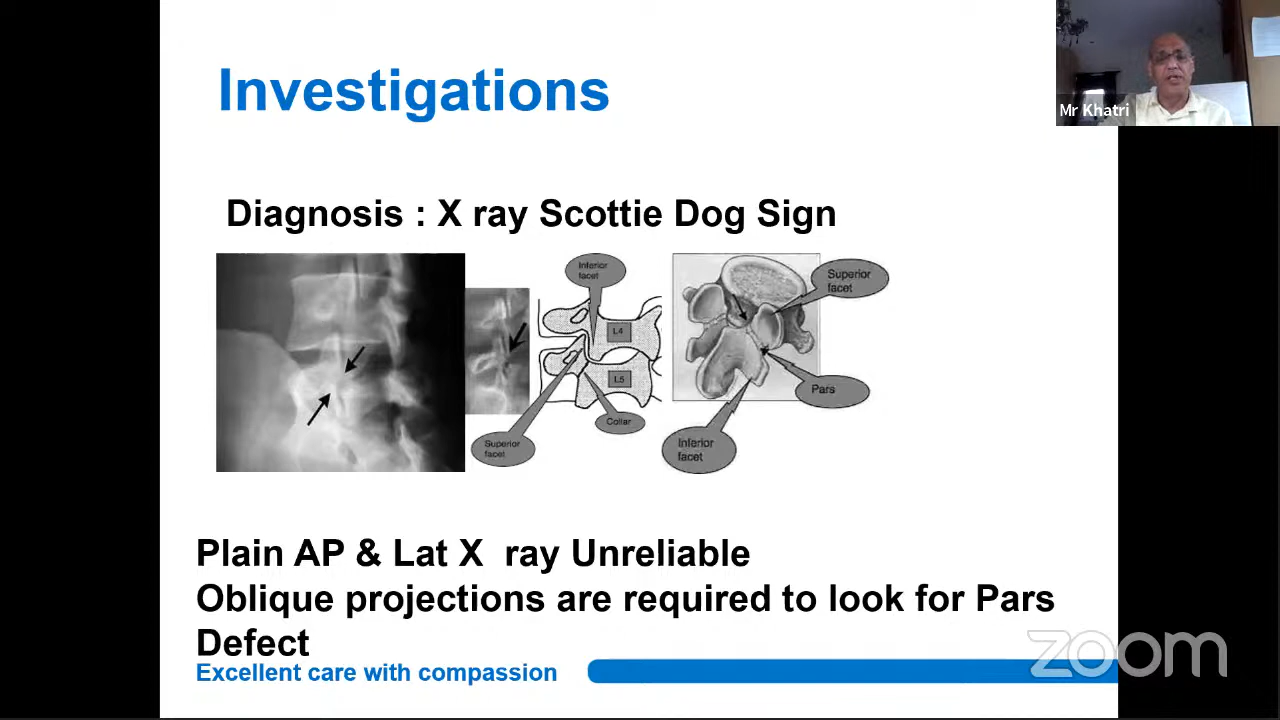 Investigations
Mr Khatri
Diagnosis : X ray Scottie Dog Sign
Inferior
facet
L4
L5
Collar
Superior
facet
Superior
facet
Pars
Inferior
facet
Plain AP & Lat X ray Unreliable
Oblique projections are required to look for Pars
Defect
Excellent care with compassion
zoom